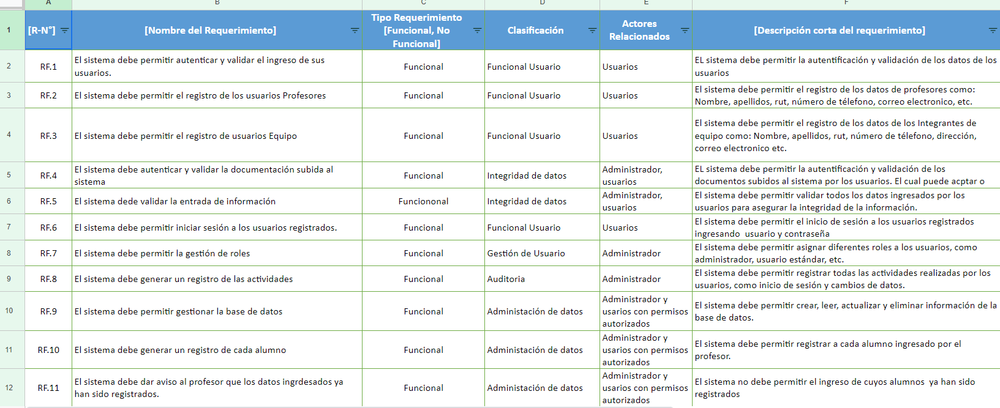 A B C D E F
1 [R-N°] [Nombre del Requerimiento] Tipo Requerimiento [Funcional, No Funcional] Clasificación Actores Relacionados [Descripción corta del requerimiento]
2 RF.1 El sistema debe permitir autenticar y validar el ingreso de sus usuarios. Funcional Funcional Usuario Usuarios EL sistema debe permitir la autentificación y validación de los datos de los usuarios
3 RF.2 El sistema debe permitir el registro de los usuarios Profesores Funcional Funcional Usuario Usuarios El sistema debe permitir el registro de los datos de profesores como: Nombre, apellidos, rut, número de télefono, correo electronico, etc.
4 RF.3 El sistema debe permitir el registro de usuarios Equipo Funcional Funcional Usuario Usuarios El sistema debe permitir el registro de los datos de los Integrantes de equipo como: Nombre, apellidos, rut, número de télefono, dirección, correo electronico etc.
5 RF.4 El sistema debe autenticar y validar la documentación subida al sistema Funcional Integridad de datos Administrador, usuarios EL sistema debe permitir la autentificación y validación de los documentos subidos al sistema por los usuarios. El cual puede acptar o
6 RF.5 El sistema dede validar la entrada de información Funciononal Integridad de datos Administrador, usuarios El sistema debe permitir validar todos los datos ingresados por los usuarios para asegurar la integridad de la información.
7 RF.6 El sistema debe permitir iniciar sesión a los usuarios registrados. Funcional Funcional Usuario Usuarios El sistema debe permitir el inicio de sesión a los usuarios registrados ingresando usuario y contraseña
8 RF.7 El sistema debe permitir la gestión de roles Funcional Gestión de Usuario Administrador El sistema debe permitir asignar diferentes roles a los usuarios, como administrador, usuario estándar, etc.
9 RF.8 El sistema debe generar un registro de las actividades Funcional Auditoria Administrador El sistema debe permitir registrar todas las actividades realizadas por los usuarios, como inicio de sesión y cambios de datos.
10 RF.9 El sistema debe permitir gestionar la base de datos Funcional Administación de datos Administrador y usarios con permisos autorizados El sistema debe permitir crear, leer, actualizar y eliminar información de la base de datos.
11 RF.10 El sistema debe generar un registro de cada alumno Funcional Administación de datos Administrador y usarios con permisos autorizados El sistema debe permitir registrar a cada alumno ingresado por el profesor.
12 RF.11 El sistema debe dar aviso al profesor que los datos ingrdesados ya han sido registrados. Funcional Administación de datos Administrador y usarios con permisos autorizados El sistema no debe permitir el ingreso de cuyos alumnos ya han sido registrados